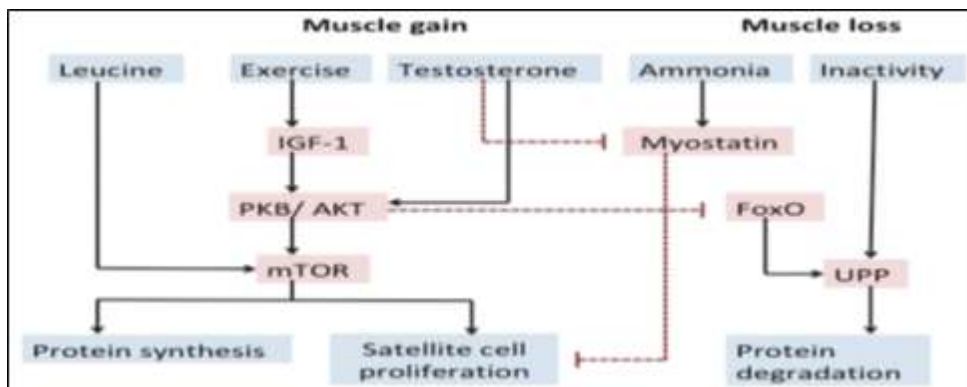 Muscle gain
Muscle loss
Leucine
Exercise
Testosterone
Ammonia
Inactivity
IGF-1
Myostatin
PKB/ AKT
FoxO
mTOR
UPP
Protein synthesis
Satellite cell
proliferation
Protein
degradation